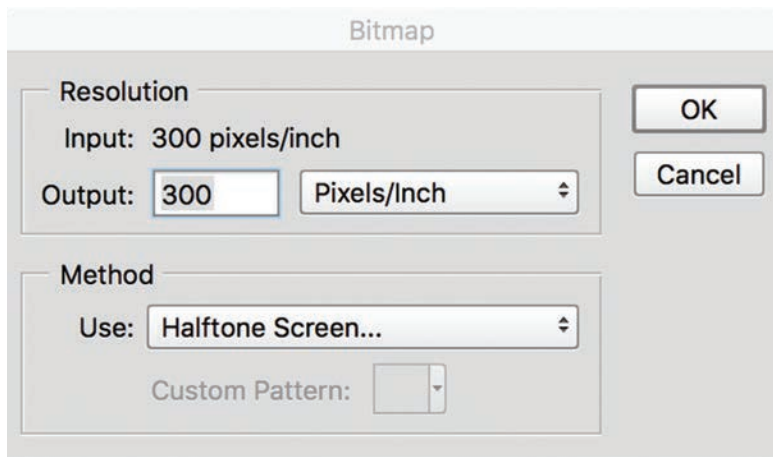 Bitmap
Resolution
Input: 300 pixels/inch
Output: 300 Pixels/Inch
OK
Cancel
Method
Use: Halftone Screen...
Custom Pattern: